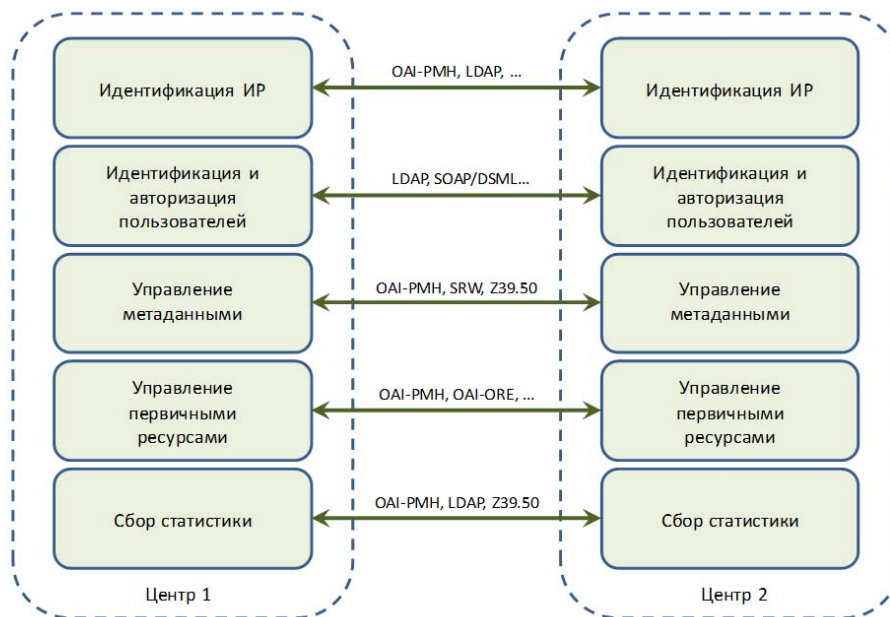 Идентификация ИР
OAI-PMH, LDAP, ...
Идентификация ИР
Идентификация и
авторизация
пользователей
LDAP, SOAP/DSML...
Идентификация и
авторизация
пользователей
Управление
метаданными
OAI-PMH, SRW, Z39.50
Управление
метаданными
Управление
первичными
ресурсами
OAI-PMH, OAI-ORE, ...
Управление
первичными
ресурсами
Сбор статистики
OAI-PMH, LDAP, Z39.50
Сбор статистики
Центр 1
Центр 2